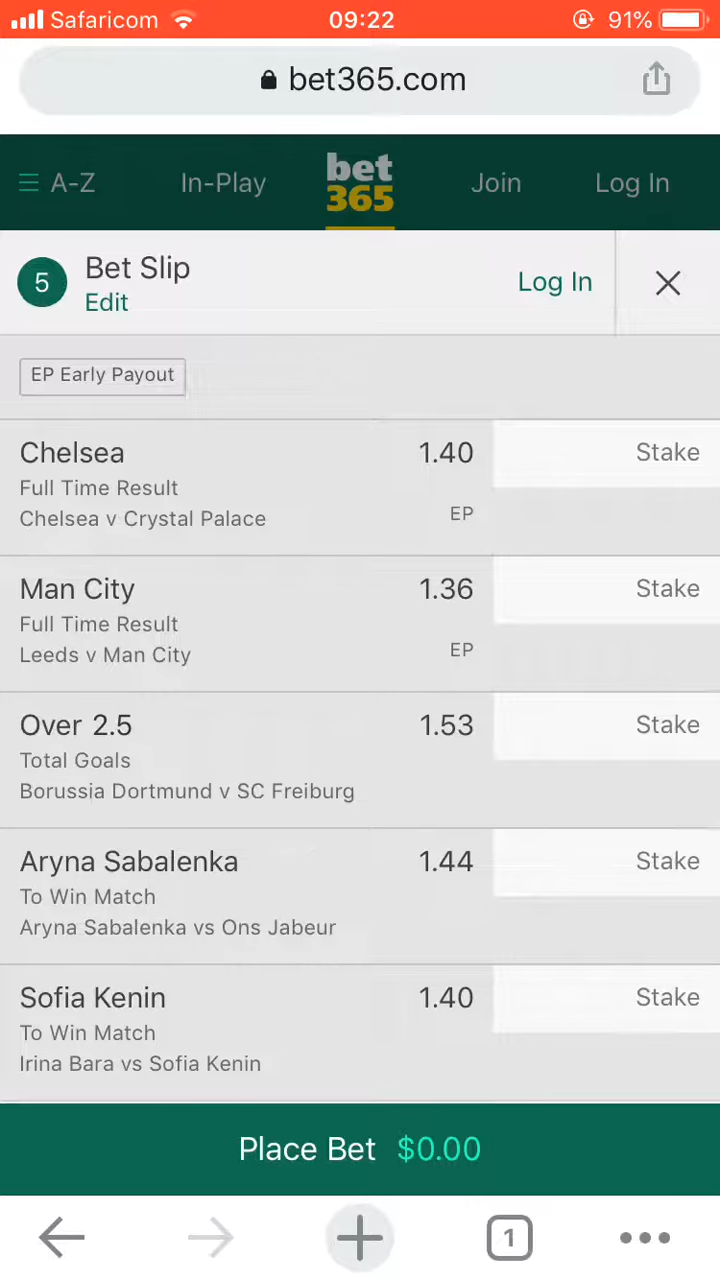 Safaricom 09:22 91%
bet365.com
A-Z In-Play bet365 Join Log In
5 Bet Slip Log In
Edit
EP Early Payout
Chelsea 1.40 Stake
Full Time Result
Chelsea v Crystal Palace EP
Man City 1.36 Stake
Full Time Result
Leeds v Man City EP
Over 2.5 1.53 Stake
Total Goals
Borussia Dortmund v SC Freiburg
Aryna Sabalenka 1.44 Stake
To Win Match
Aryna Sabalenka vs Ons Jabeur
Sofia Kenin 1.40 Stake
To Win Match
Irina Bara vs Sofia Kenin
Place Bet $0.00
1